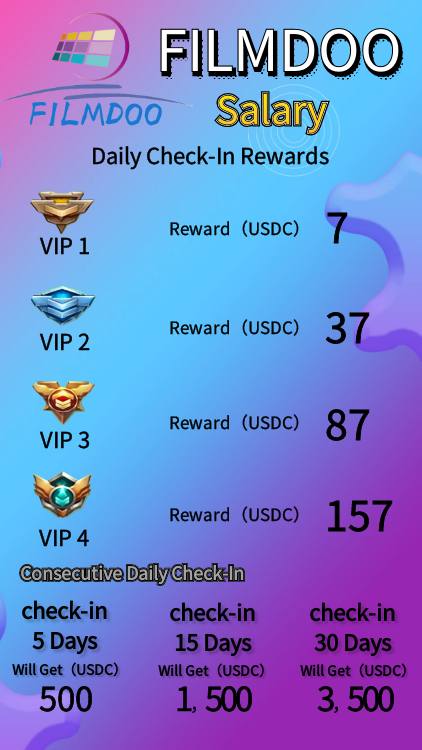 FILMDOO
FILMDOO
Salary
Daily Check-In Rewards
VIP 1 Reward（USDC） 7
VIP 2 Reward（USDC） 37
VIP 3 Reward（USDC） 87
VIP 4 Reward（USDC） 157
Consecutive Daily Check-In
check-in check-in check-in
5 Days 15 Days 30 Days
Will Get（USDC） Will Get（USDC） Will Get（USDC）
500 1, 500 3, 500